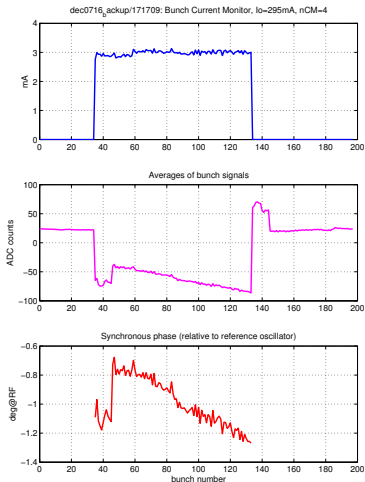 dec0716_backup/171709: Bunch Current Monitor, Io=295mA, nCM=4
4
3
2
1
0
mA
0 20 40 60 80 100 120 140 160 180 200
Averages of bunch signals
100
50
0
−50
−100
ADC counts
0 20 40 60 80 100 120 140 160 180 200
Synchronous phase (relative to reference oscillator)
−0.6
−0.8
−1
−1.2
−1.4
deg@RF
0 20 40 60 80 100 120 140 160 180 200
bunch number